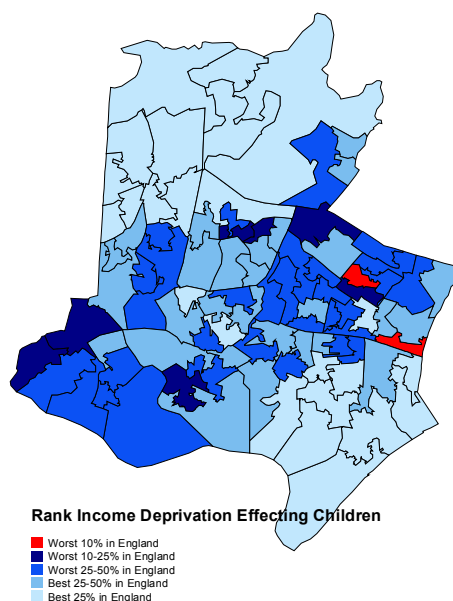 Rank Income Deprivation Effecting Children
Worst 10% in England
Worst 10-25% in England
Worst 25-50% in England
Best 25-50% in England
Best 25% in England